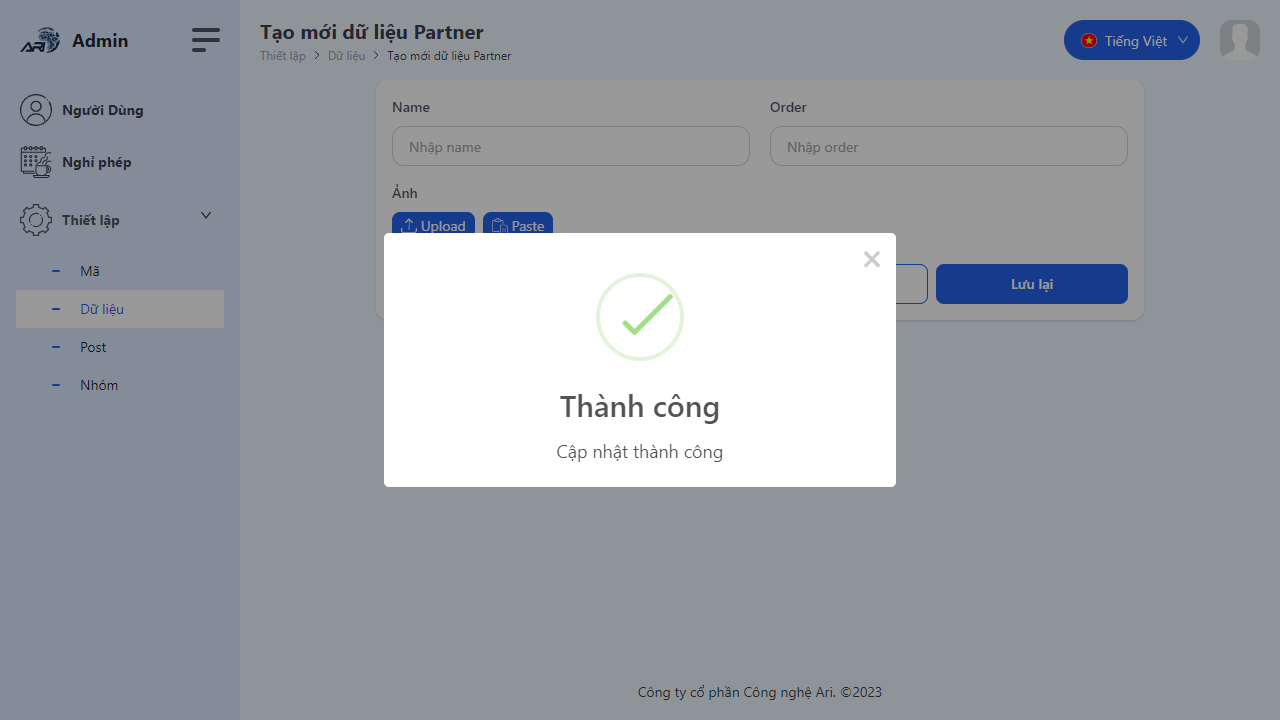 ARI
Admin
Người Dùng
Nghỉ phép
Thiết lập
Mã
Dữ liệu
Post
Nhóm
Tạo mới dữ liệu Partner
Thiết lập > Dữ liệu > Tạo mới dữ liệu Partner
Tiếng Việt
Name
Order
Nhập name
Nhập order
Ảnh
Upload
Paste
Lưu lại
×
Thành công
Cập nhật thành công
Công ty cổ phần Công nghệ Ari. ©2023